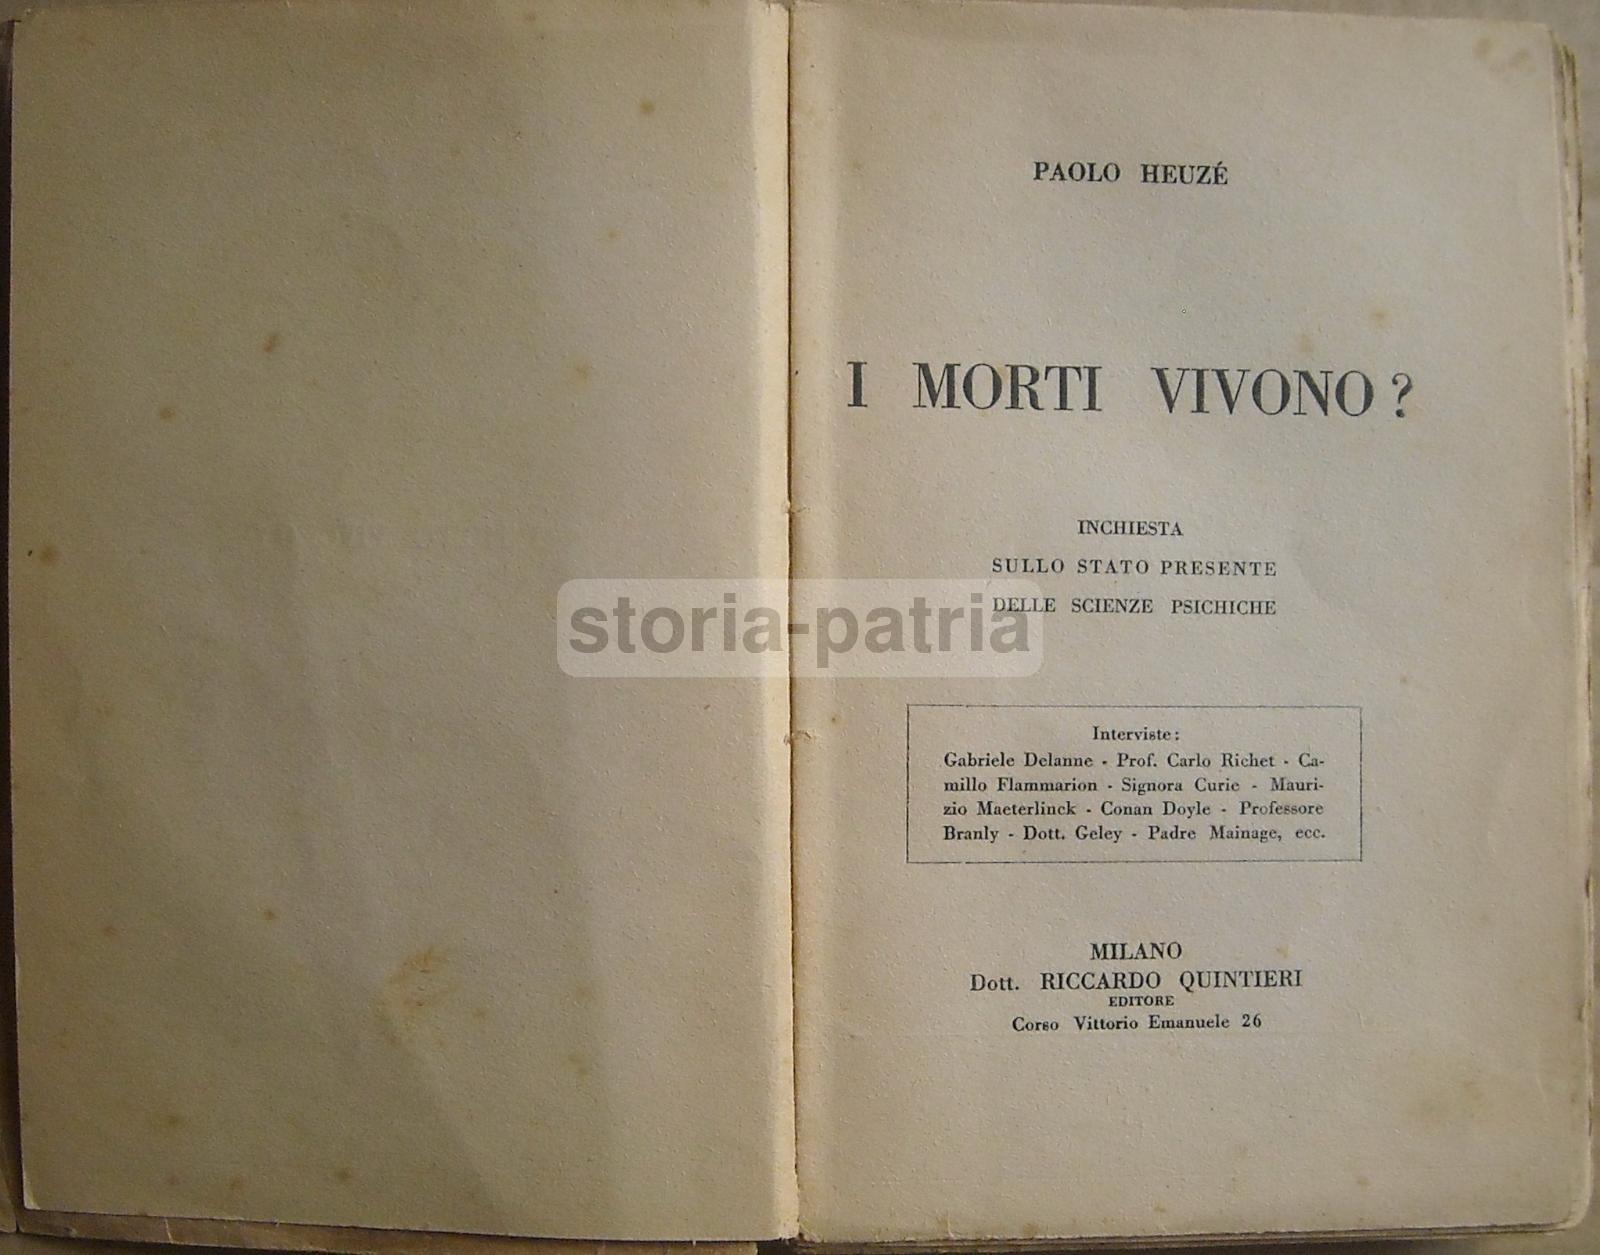 PAOLO HEUZÉ
I MORTI VIVONO?
INCHIESTA
SULLO STATO PRESENTE
DELLE SCIENZE PSICHICHE
storia-patria
Interviste:
Gabriele Delanne - Prof. Carlo Richet - Ca-
millo Flammarion - Signora Curie - Mauri-
zio Maeterlinck - Conan Doyle - Professore
Branly - Dott. Geley - Padre Mainage, ecc.
MILANO
Dott. RICCARDO QUINTIERI
EDITORE
Corso Vittorio Emanuele 26